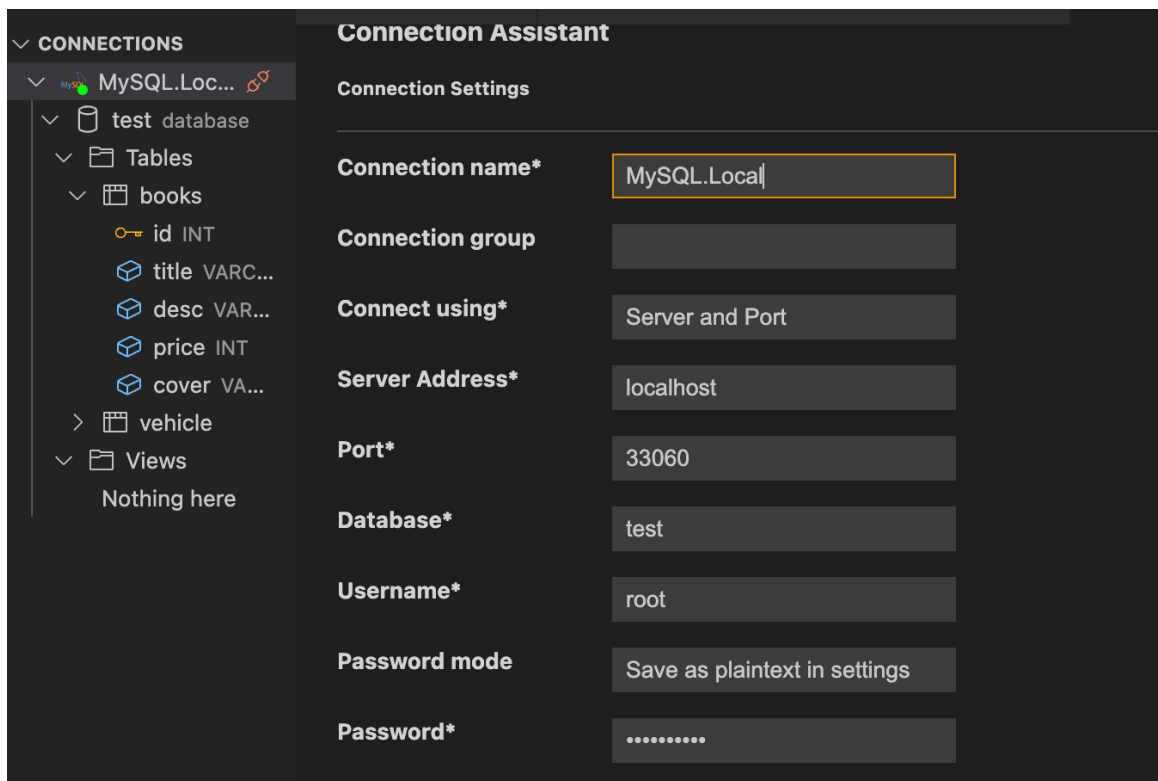 CONNECTIONS
MySQL MySQL.Loc...
test database
Tables
books
id INT
title VARC...
desc VAR...
price INT
cover VA...
vehicle
Views
Nothing here
Connection Assistant
Connection Settings
Connection name* MySQL.Local
Connection group
Connect using* Server and Port
Server Address* localhost
Port* 33060
Database* test
Username* root
Password mode Save as plaintext in settings
Password* ••••••••••